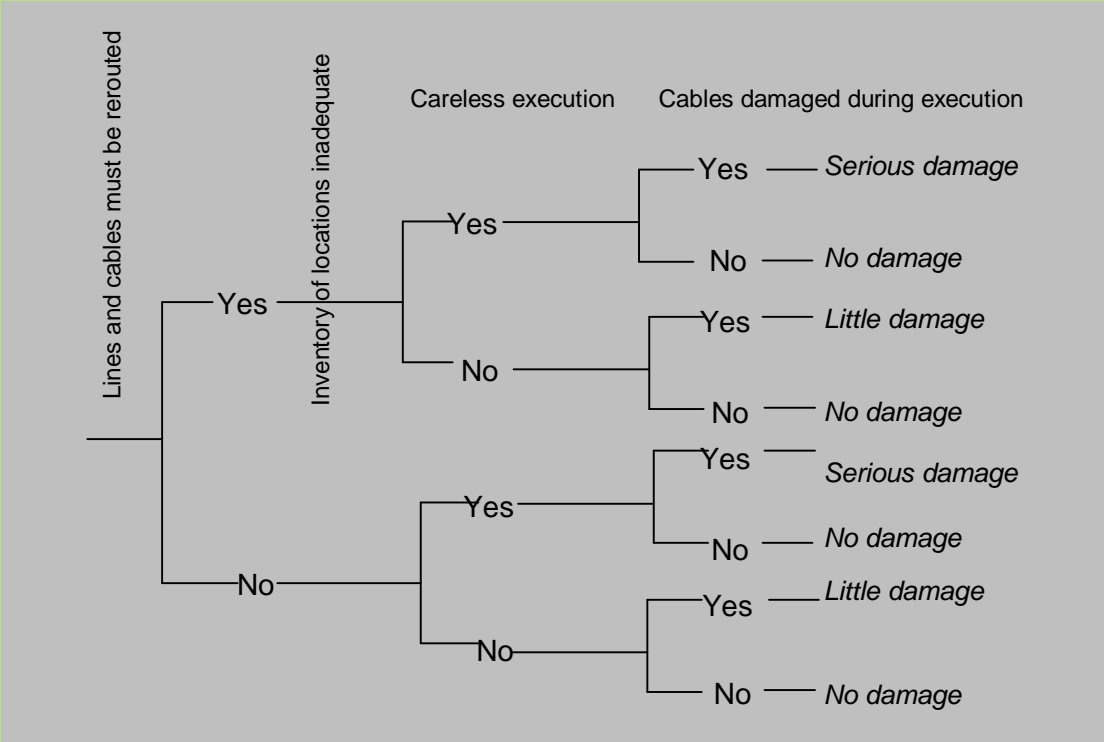 Lines and cables must be rerouted
Inventory of locations inadequate
Careless execution
Cables damaged during execution
Yes
Serious damage
Yes
No
No damage
Yes
Yes
Little damage
No
No
No damage
Yes
Serious damage
Yes
No
No damage
No
Yes
Little damage
No
No
No damage